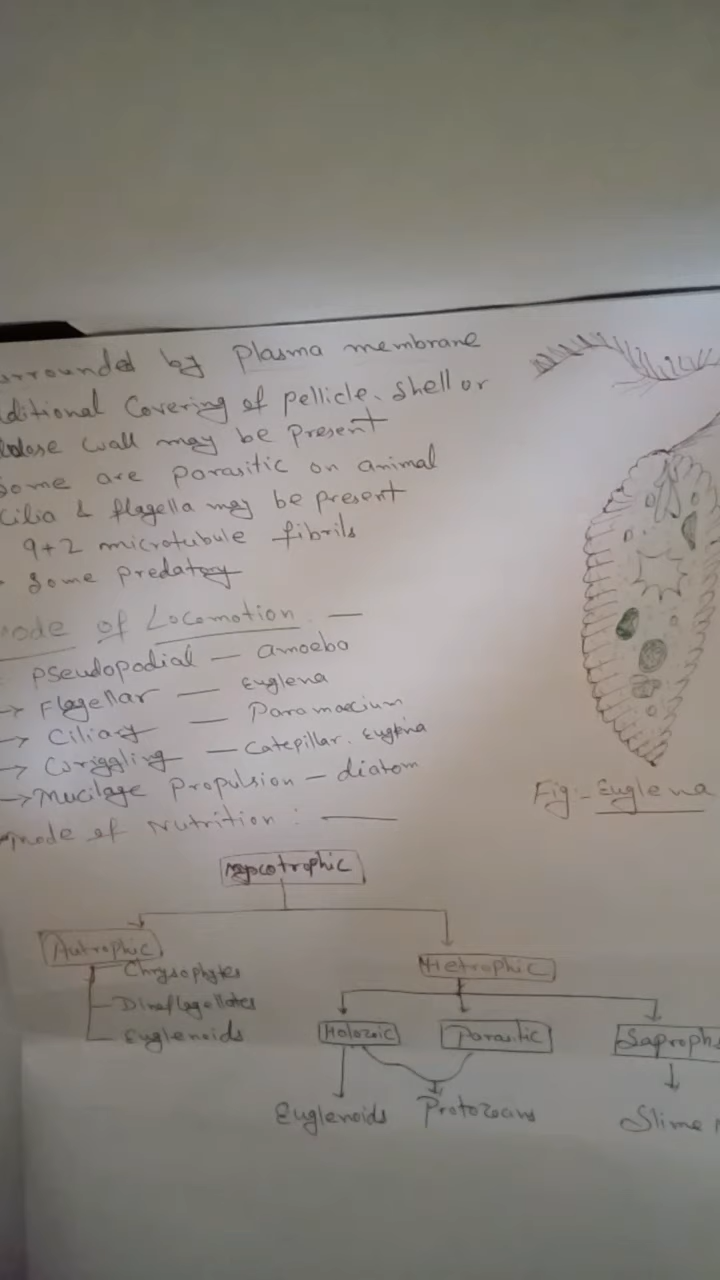 surrounded by Plasma membrane
ditional Covering of pellicle, shell or
wall may be present
Some are parasitic on animal
Cilia & flagella may be present
9+2 microtubule fibrils
Some predatory
mode of Locomotion —
Pseudopodial — amoeba
→ Flagellar — Euglena
→ Ciliary — Paramaecium
→ Wriggling — Catepillar. Euglena
→ Mucilage Propulsion — diatom
Fig:- Euglena
mode of Nutrition : —
Autrophic
Chrysophytes
Hetrophic
Dinoflagellates
Euglenoids
Holozoic
Parasitic
Saproph
Euglenoids
Protozoans
Slime